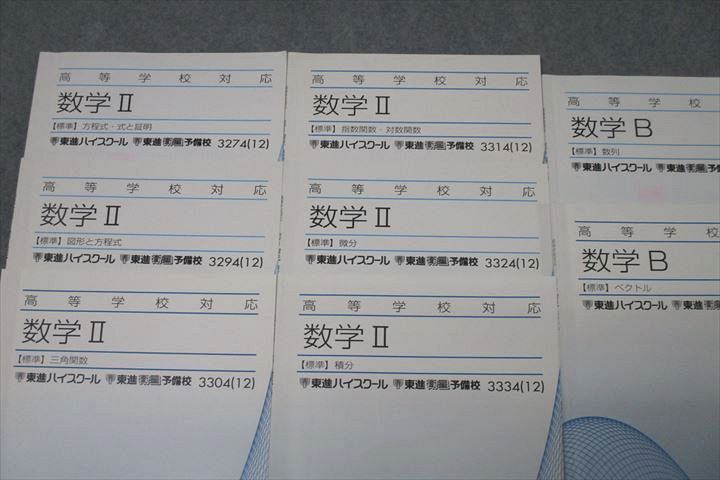 高等学校対応
数学Ⅱ
【標準】方程式・式と証明
東進ハイスクール 東進衛星予備校 3274(12)
数学Ⅱ
【標準】図形と方程式
東進ハイスクール 東進衛星予備校 3294(12)
高等学校対応
数学Ⅱ
【標準】三角関数
東進ハイスクール 東進衛星予備校 3304(12)
高等学校対応
数学Ⅱ
【標準】指数関数・対数関数
東進ハイスクール 東進衛星予備校 3314(12)
高等学校対応
数学Ⅱ
【標準】微分
東進ハイスクール 東進衛星予備校 3324(12)
高等学校対応
数学Ⅱ
【標準】積分
東進ハイスクール 東進衛星予備校 3334(12)
高等学校
数学B
【標準】数列
東進ハイスクール 東進衛星予備校
高等学校
数学B
【標準】ベクトル
東進ハイスクール 東進衛星